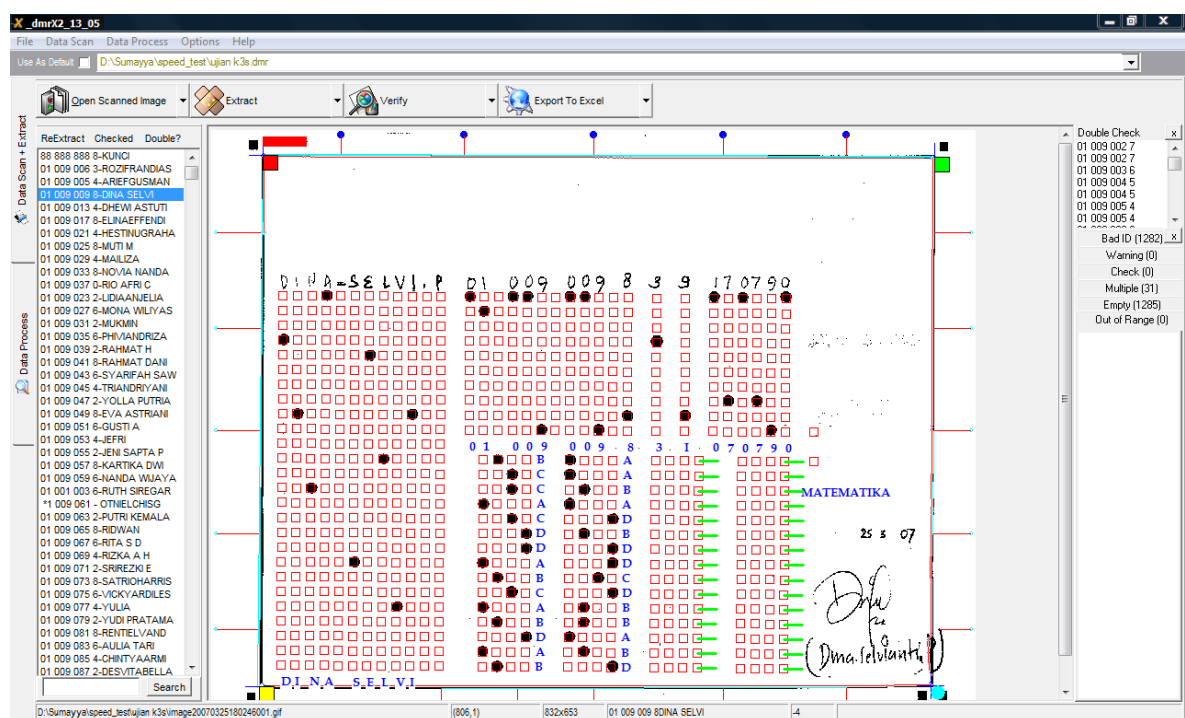 _dmrX2_13_05
File Data Scan Data Process Options Help
Use As Default D:\Sumayya\speed_test\ujian k3s.dmr
Open Scanned Image Extract Verify Export To Excel
Data Scan + Extract
Data Process
ReExtract Checked Double?
88 888 888 8-KUNCI
01 009 006 3-ROZIFRANDIAS
01 009 005 4-ARIEFGUSMAN
01 009 009 8-DINA SELVI
01 009 013 4-DHEWI ASTUTI
01 009 017 8-ELINAEFFENDI
01 009 021 4-HESTINUGRAHA
01 009 025 8-MUTI M
01 009 029 4-MAILIZA
01 009 033 8-NOVIA NANDA
01 009 037 0-RIO AFRI C
01 009 023 2-LIDIAANJELIA
01 009 027 6-MONA WILIYAS
01 009 031 2-MUKMIN
01 009 035 6-PHIVIANDRIZA
01 009 039 2-RAHMAT H
01 009 041 8-RAHMAT DANI
01 009 043 6-SYARIFAH SAW
01 009 045 4-TRIANDRIYANI
01 009 047 2-YOLLA PUTRIA
01 009 049 8-EVA ASTRIANI
01 009 051 6-GUSTI A
01 009 053 4-JEFRI
01 009 055 2-JENI SAPTA P
01 009 057 8-KARTIKA DWI
01 009 059 6-NANDA WIJAYA
01 001 003 6-RUTH SIREGAR
*1 009 061 - OTNIELCHISG
01 009 063 2-PUTRI KEMALA
01 009 065 8-RIDWAN
01 009 067 6-RITA S D
01 009 069 4-RIZKA A H
01 009 071 2-SRIREZKI E
01 009 073 8-SATRIOHARRIS
01 009 075 6-VICKYARDILES
01 009 077 4-YULIA
01 009 079 2-YUDI PRATAMA
01 009 081 8-RENTIELVAND
01 009 083 6-AULIA TARI
01 009 085 4-CHINTYAARMI
01 009 087 2-DESVITABELLA
Search
DINA-SELVI.P 01 009 009 8 3 9 170790
01 009 009 8 3 I 070790
B A
C A
C B
A A
C D
D B
D D
A D
B C
C D
A B
B B
D A
A B
B D
MATEMATIKA
25 3 07
(Dina Selvianti)
D_I_N_A__S_E_L_V_I
Double Check x
01 009 002 7
01 009 002 7
01 009 003 6
01 009 004 5
01 009 004 5
01 009 005 4
01 009 005 4
Bad ID (1282) x
Warning (0)
Check (0)
Multiple (31)
Empty (1285)
Out of Range (0)
D:\Sumayya\speed_test\ujian k3s\image20070325180246001.gif (806,1) 832x653 01 009 009 8DINA SELVI -4